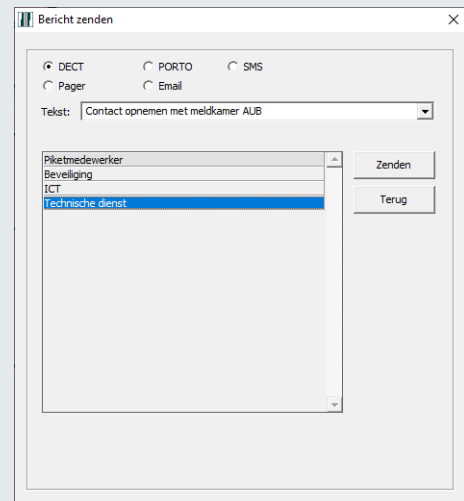 Bericht zenden
DECT PORTO SMS
Pager Email
Tekst: Contact opnemen met meldkamer AUB
Piketmedewerker
Beveiliging
ICT
Technische dienst
Zenden
Terug